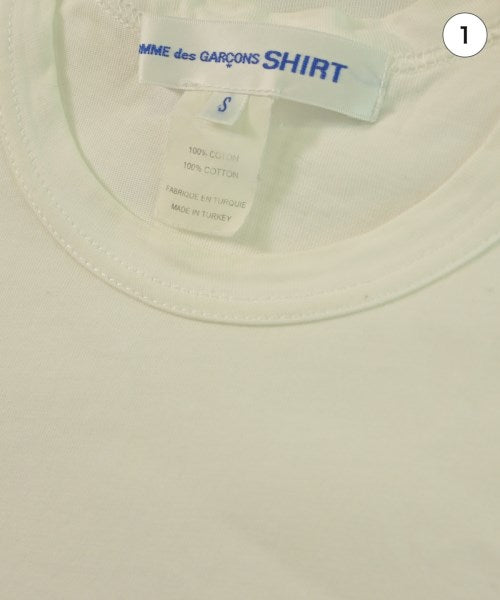 1
MME des GARÇONS SHIRT
S
100% COTON
100% COTTON
FABRIQUE EN TURQUIE
MADE IN TURKEY